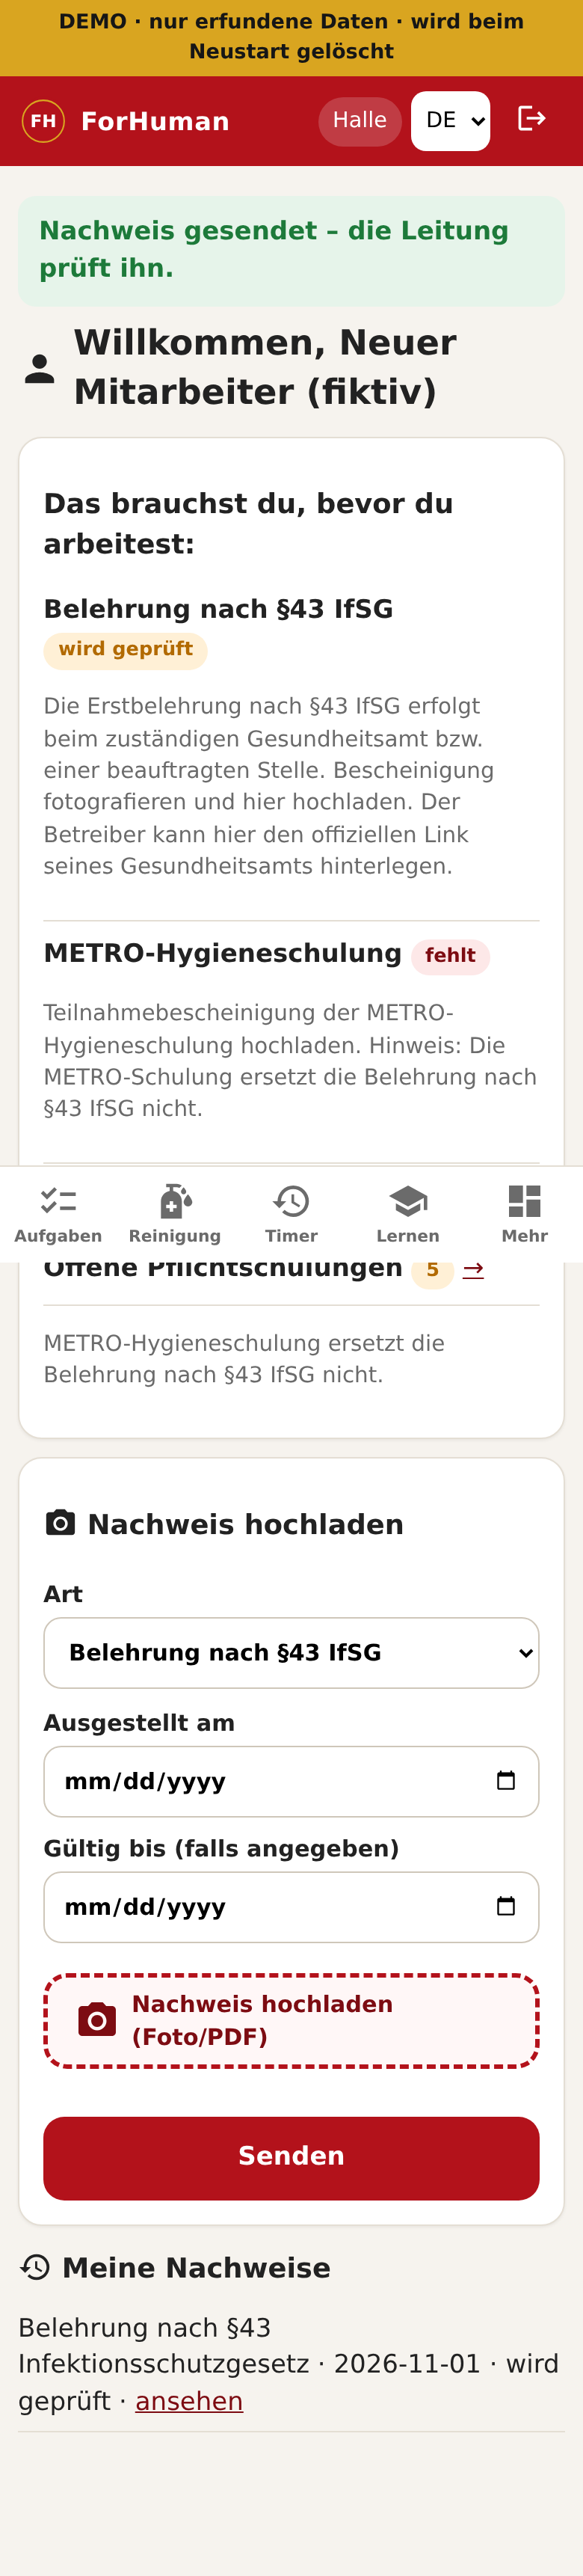 DEMO · nur erfundene Daten · wird beim
Neustart gelöscht
FH ForHuman Halle DE
Nachweis gesendet – die Leitung
prüft ihn.
Willkommen, Neuer
Mitarbeiter (fiktiv)
Das brauchst du, bevor du
arbeitest:
Belehrung nach §43 IfSG
wird geprüft
Die Erstbelehrung nach §43 IfSG erfolgt
beim zuständigen Gesundheitsamt bzw.
einer beauftragten Stelle. Bescheinigung
fotografieren und hier hochladen. Der
Betreiber kann hier den offiziellen Link
seines Gesundheitsamts hinterlegen.
METRO-Hygieneschulung fehlt
Teilnahmebescheinigung der METRO-
Hygieneschulung hochladen. Hinweis: Die
METRO-Schulung ersetzt die Belehrung nach
§43 IfSG nicht.
Aufgaben Reinigung Timer Lernen Mehr
Offene Pflichtschulungen 5 →
METRO-Hygieneschulung ersetzt die
Belehrung nach §43 IfSG nicht.
Nachweis hochladen
Art
Belehrung nach §43 IfSG
Ausgestellt am
mm/dd/yyyy
Gültig bis (falls angegeben)
mm/dd/yyyy
Nachweis hochladen
(Foto/PDF)
Senden
Meine Nachweise
Belehrung nach §43
Infektionsschutzgesetz · 2026-11-01 · wird
geprüft · ansehen